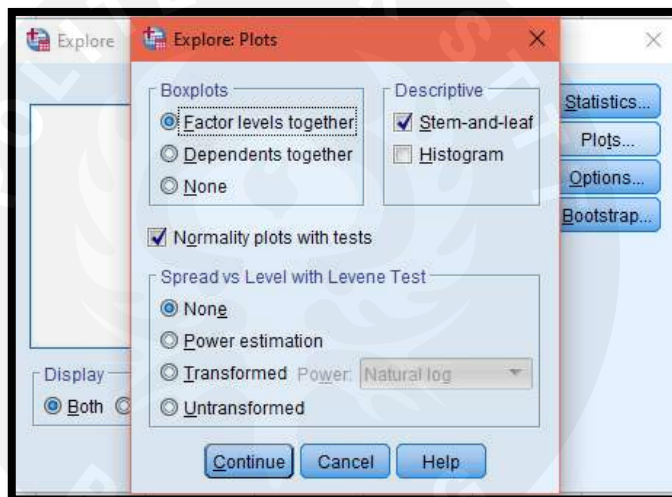 Explore
Explore: Plots
Boxplots
Factor levels together
Dependents together
None
Descriptive
Stem-and-leaf
Histogram
Normality plots with tests
Spread vs Level with Levene Test
None
Power estimation
Transformed Power: Natural log
Untransformed
Continue Cancel Help
Statistics...
Plots...
Options...
Bootstrap...
Display
Both